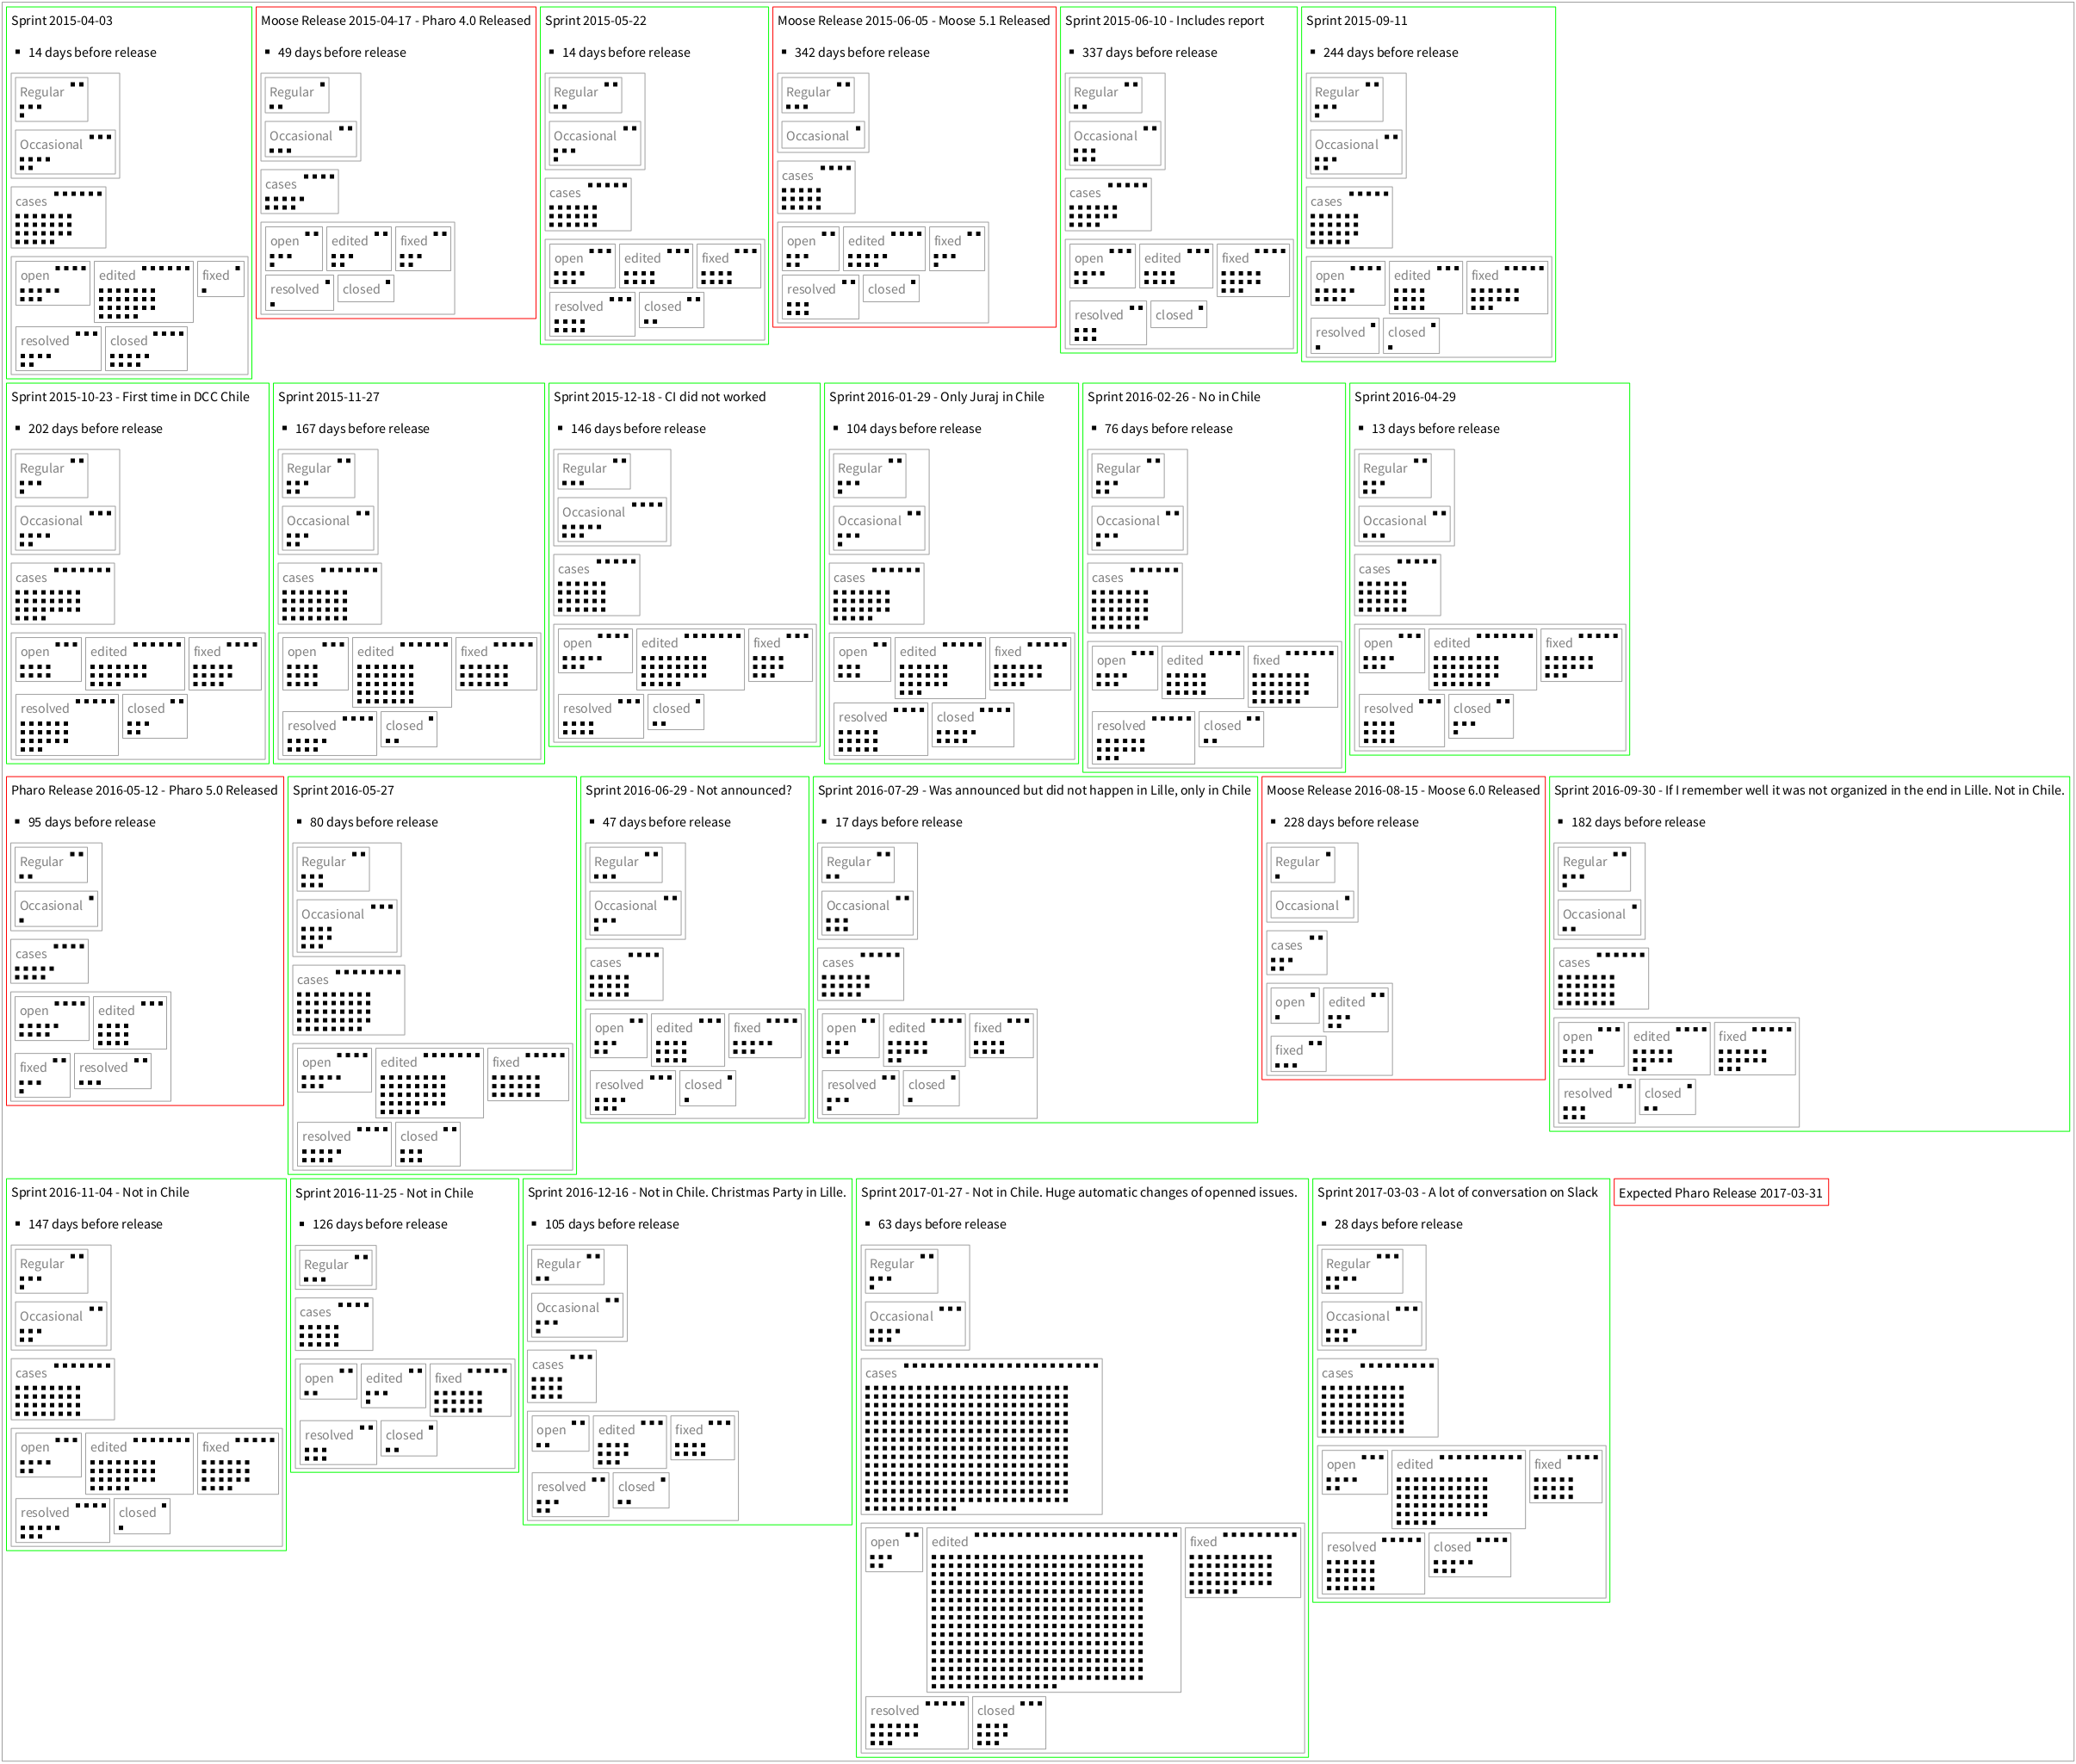 Sprint 2015-04-03
14 days before release
Regular
Occasional
cases
open edited fixed
resolved closed
Moose Release 2015-04-17 - Pharo 4.0 Released
49 days before release
Regular
Occasional
cases
open edited fixed
resolved closed
Sprint 2015-05-22
14 days before release
Regular
Occasional
cases
open edited fixed
resolved closed
Moose Release 2015-06-05 - Moose 5.1 Released
342 days before release
Regular
Occasional
cases
open edited fixed
resolved closed
Sprint 2015-06-10 - Includes report
337 days before release
Regular
Occasional
cases
open edited fixed
resolved closed
Sprint 2015-09-11
244 days before release
Regular
Occasional
cases
open edited fixed
resolved closed
Sprint 2015-10-23 - First time in DCC Chile
202 days before release
Regular
Occasional
cases
open edited fixed
resolved closed
Sprint 2015-11-27
167 days before release
Regular
Occasional
cases
open edited fixed
resolved closed
Sprint 2015-12-18 - CI did not worked
146 days before release
Regular
Occasional
cases
open edited fixed
resolved closed
Sprint 2016-01-29 - Only Juraj in Chile
104 days before release
Regular
Occasional
cases
open edited fixed
resolved closed
Sprint 2016-02-26 - No in Chile
76 days before release
Regular
Occasional
cases
open edited fixed
resolved closed
Sprint 2016-04-29
13 days before release
Regular
Occasional
cases
open edited fixed
resolved closed
Pharo Release 2016-05-12 - Pharo 5.0 Released
95 days before release
Regular
Occasional
cases
open edited
fixed resolved
Sprint 2016-05-27
80 days before release
Regular
Occasional
cases
open edited fixed
resolved closed
Sprint 2016-06-29 - Not announced?
47 days before release
Regular
Occasional
cases
open edited fixed
resolved closed
Sprint 2016-07-29 - Was announced but did not happen in Lille, only in Chile
17 days before release
Regular
Occasional
cases
open edited fixed
resolved closed
Moose Release 2016-08-15 - Moose 6.0 Released
228 days before release
Regular
Occasional
cases
open edited
fixed
Sprint 2016-09-30 - If I remember well it was not organized in the end in Lille. Not in Chile.
182 days before release
Regular
Occasional
cases
open edited fixed
resolved closed
Sprint 2016-11-04 - Not in Chile
147 days before release
Regular
Occasional
cases
open edited fixed
resolved closed
Sprint 2016-11-25 - Not in Chile
126 days before release
Regular
cases
open edited fixed
resolved closed
Sprint 2016-12-16 - Not in Chile. Christmas Party in Lille.
105 days before release
Regular
Occasional
cases
open edited fixed
resolved closed
Sprint 2017-01-27 - Not in Chile. Huge automatic changes of openned issues.
63 days before release
Regular
Occasional
cases
open edited fixed
resolved closed
Sprint 2017-03-03 - A lot of conversation on Slack
28 days before release
Regular
Occasional
cases
open edited fixed
resolved closed
Expected Pharo Release 2017-03-31